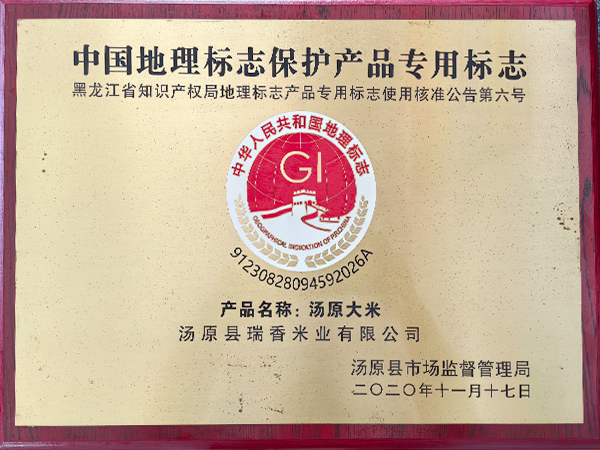 中国地理标志保护产品专用标志
黑龙江省知识产权局地理标志产品专用标志使用核准公告第六号
中华人民共和国地理标志
GI
GEOGRAPHICAL INDICATION OF P.R.CHINA
91230828094592026A
产品名称：汤原大米
汤原县瑞香米业有限公司
汤原县市场监督管理局
二〇二〇年十一月十七日